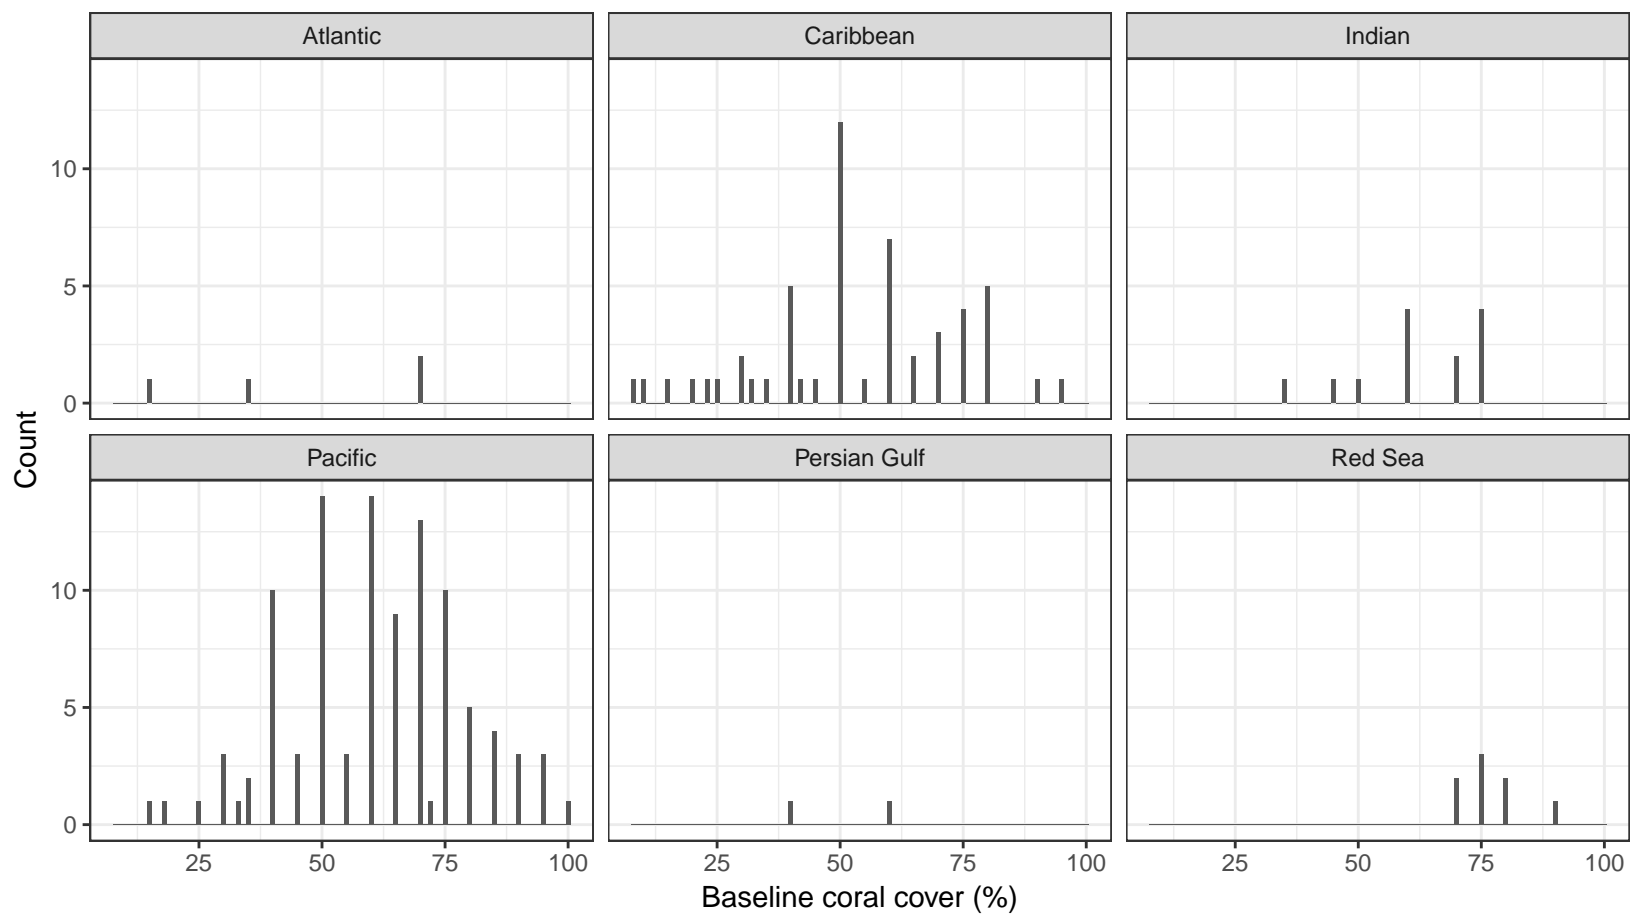 Atlantic Caribbean Indian
10
5
0
Pacific Persian Gulf Red Sea
10
5
0
25 50 75 100 25 50 75 100 25 50 75 100
Count
Baseline coral cover (%)